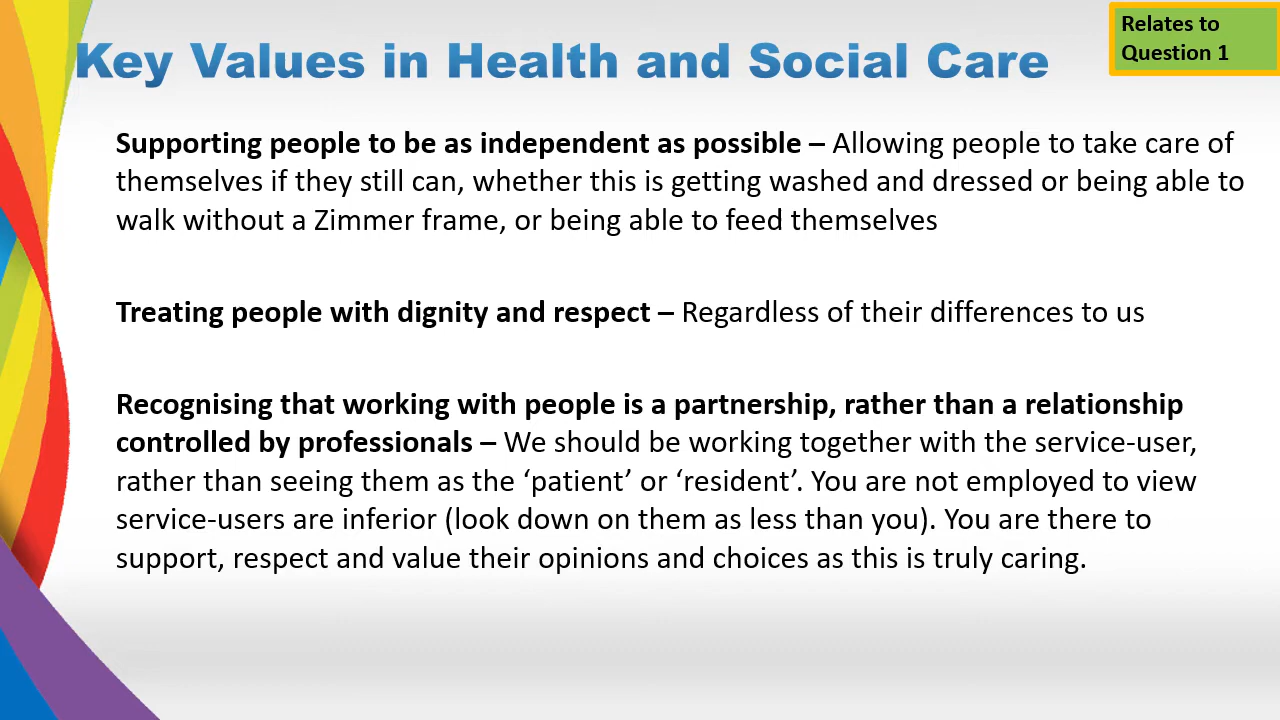 Key Values in Health and Social Care
Relates to
Question 1
Supporting people to be as independent as possible – Allowing people to take care of
themselves if they still can, whether this is getting washed and dressed or being able to
walk without a Zimmer frame, or being able to feed themselves
Treating people with dignity and respect – Regardless of their differences to us
Recognising that working with people is a partnership, rather than a relationship
controlled by professionals – We should be working together with the service-user,
rather than seeing them as the ‘patient’ or ‘resident’. You are not employed to view
service-users are inferior (look down on them as less than you). You are there to
support, respect and value their opinions and choices as this is truly caring.